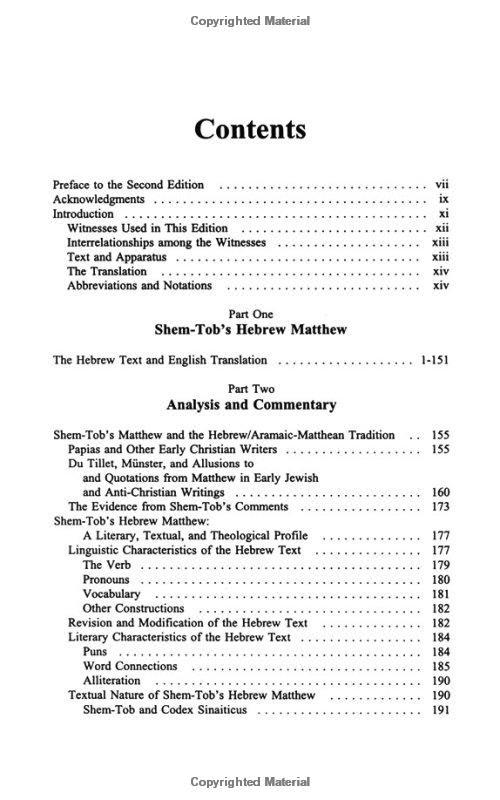 Copyrighted Material
Contents
Preface to the Second Edition ............................. vii
Acknowledgments ...................................... ix
Introduction .......................................... xi
Witnesses Used in This Edition .......................... xii
Interrelationships among the Witnesses .................... xiii
Text and Apparatus ................................... xiii
The Translation .................................... xiv
Abbreviations and Notations ........................... xiv
Part One
Shem-Tob's Hebrew Matthew
The Hebrew Text and English Translation ................... 1-151
Part Two
Analysis and Commentary
Shem-Tob's Matthew and the Hebrew/Aramaic-Matthean Tradition .. 155
Papias and Other Early Christian Writers ................... 155
Du Tillet, Münster, and Allusions to
and Quotations from Matthew in Early Jewish
and Anti-Christian Writings .......................... 160
The Evidence from Shem-Tob's Comments ................. 173
Shem-Tob's Hebrew Matthew:
A Literary, Textual, and Theological Profile ................ 177
Linguistic Characteristics of the Hebrew Text ............... 177
The Verb ........................................ 179
Pronouns ....................................... 180
Vocabulary ..................................... 181
Other Constructions ............................... 182
Revision and Modification of the Hebrew Text ............... 182
Literary Characteristics of the Hebrew Text .................. 184
Puns .......................................... 184
Word Connections ................................ 185
Alliteration ..................................... 190
Textual Nature of Shem-Tob's Hebrew Matthew ............. 190
Shem-Tob and Codex Sinaiticus ....................... 191
Copyrighted Material